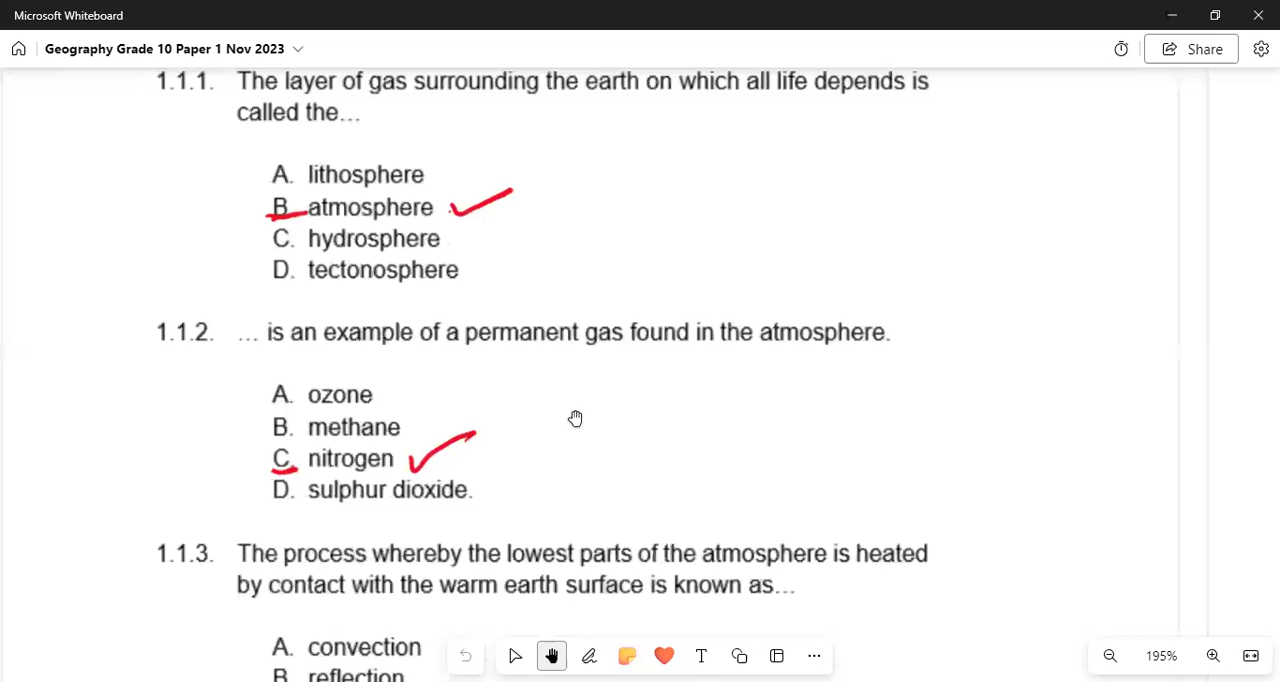 Microsoft Whiteboard
Geography Grade 10 Paper 1 Nov 2023
Share
1.1.1. The layer of gas surrounding the earth on which all life depends is
called the...
A. lithosphere
B. atmosphere
C. hydrosphere
D. tectonosphere
1.1.2. ... is an example of a permanent gas found in the atmosphere.
A. ozone
B. methane
C. nitrogen
D. sulphur dioxide.
1.1.3. The process whereby the lowest parts of the atmosphere is heated
by contact with the warm earth surface is known as...
A. convection
B. reflection
195%